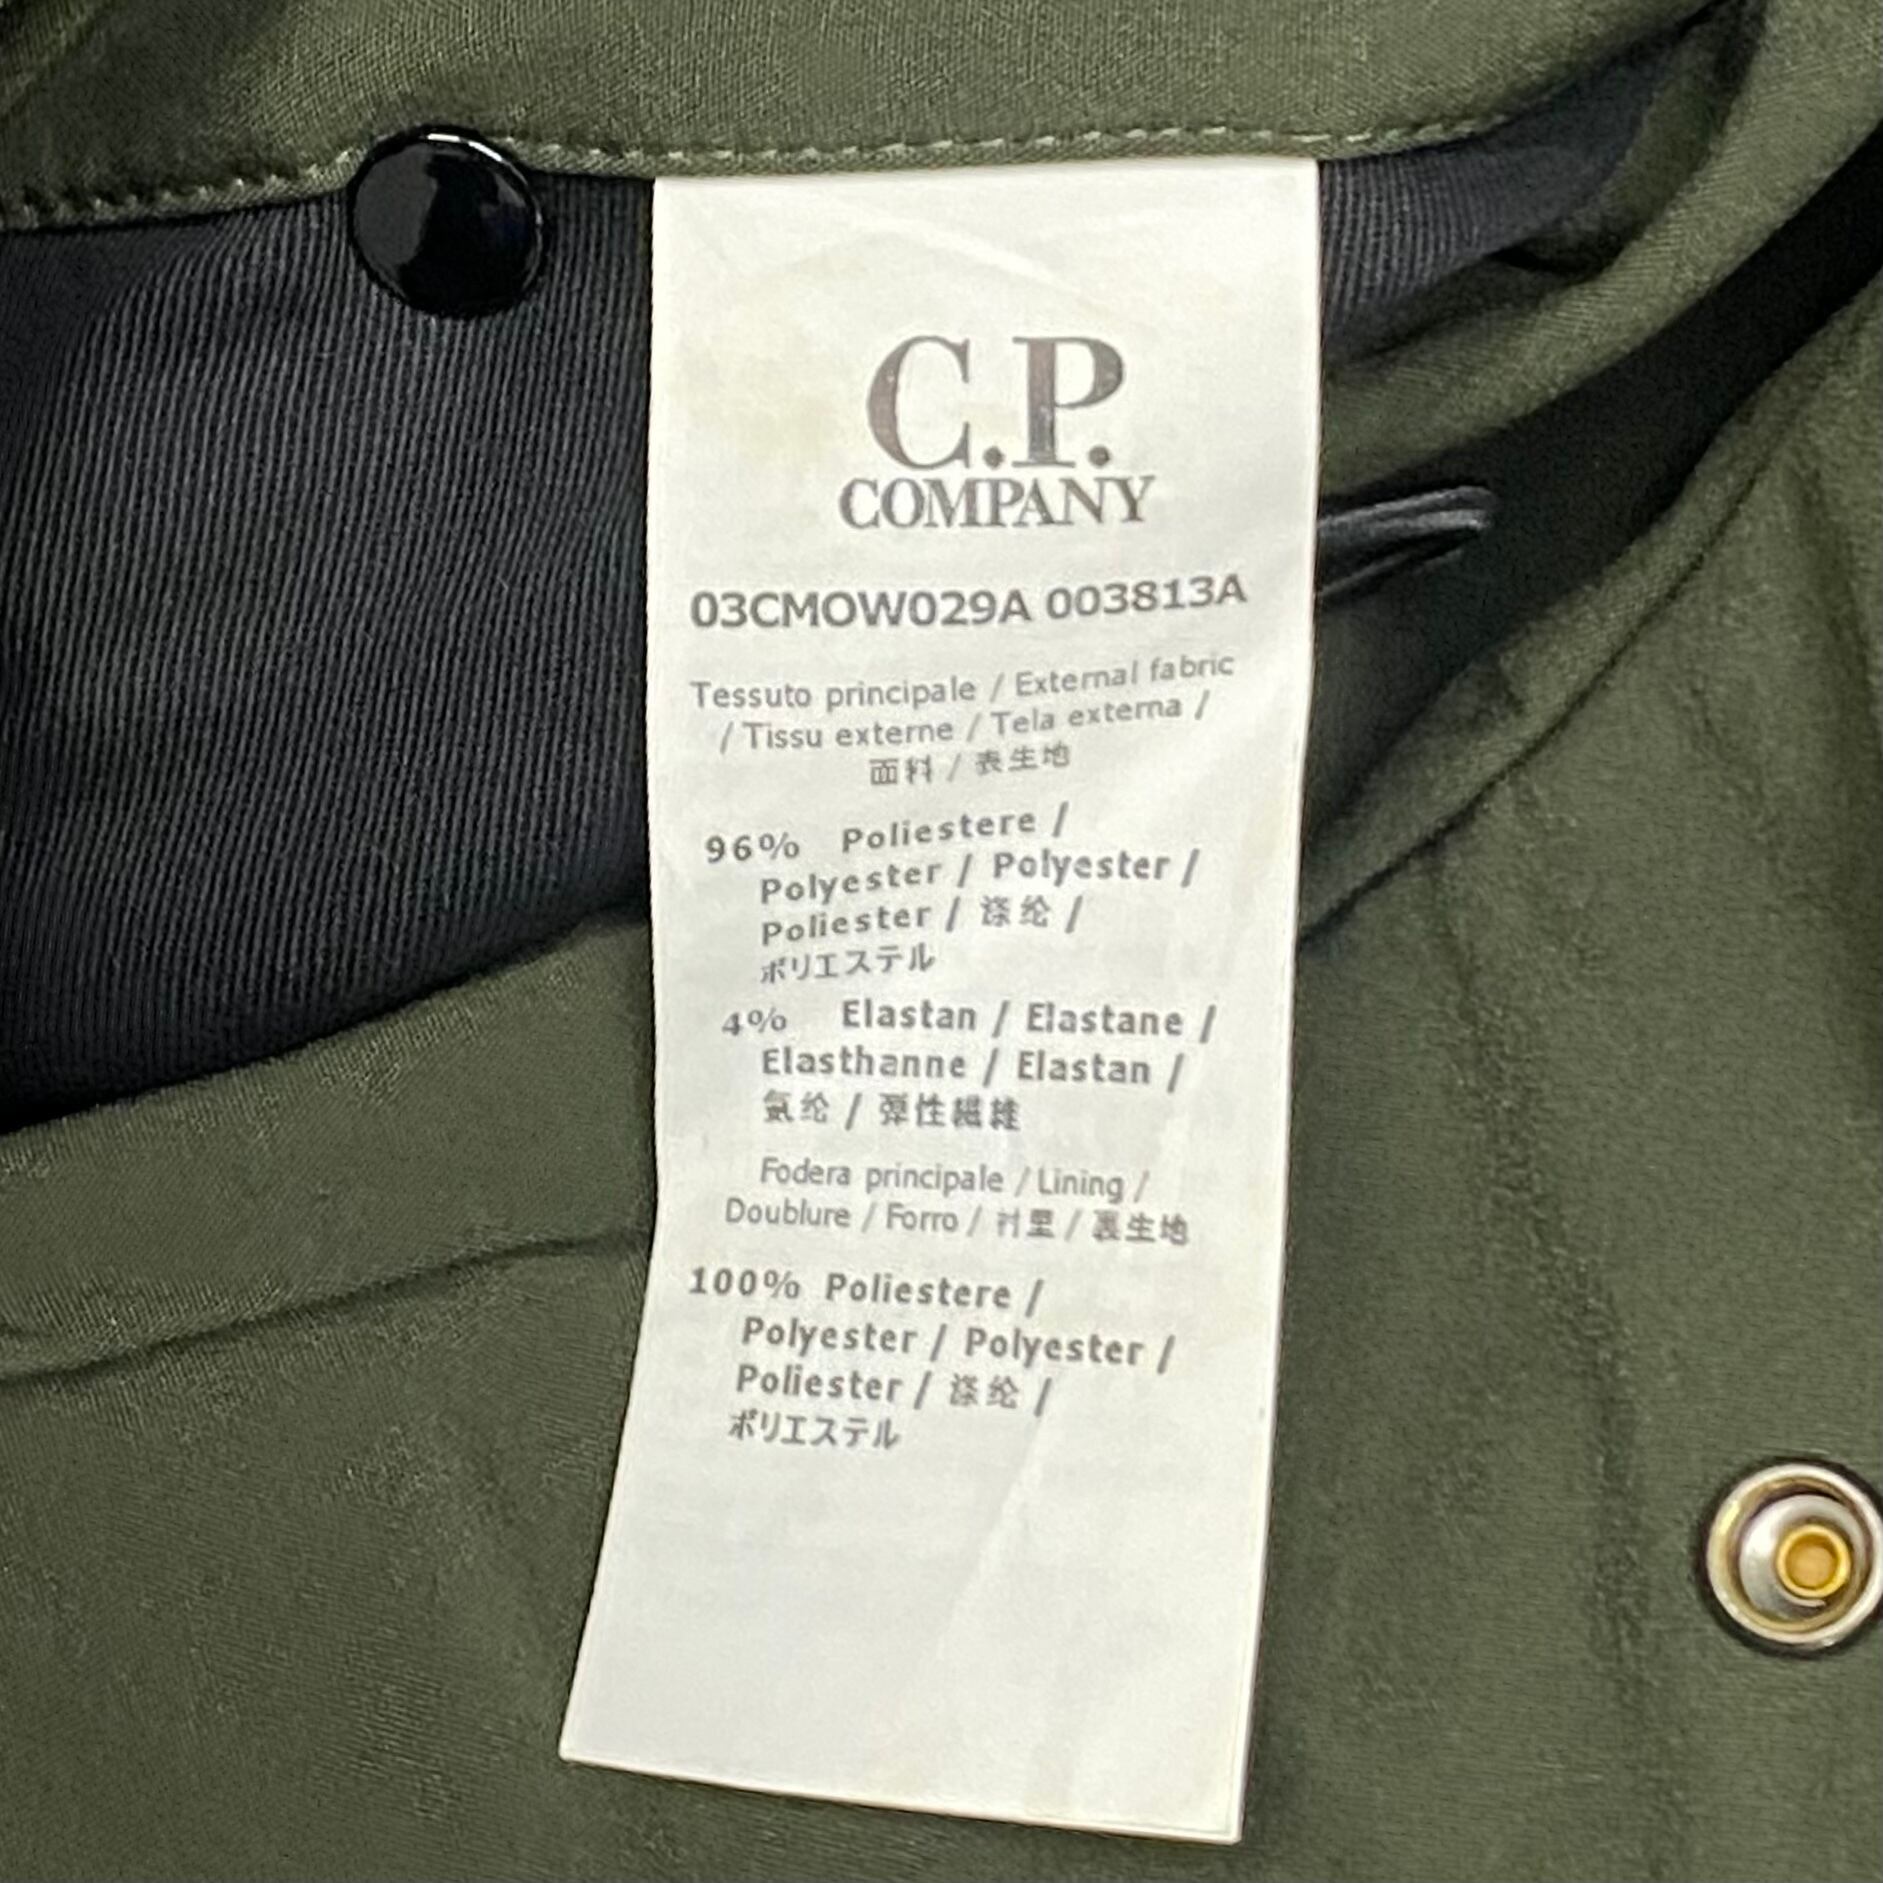 C.P.
COMPANY
03CMOW029A 003813A
Tessuto principale / External fabric
/ Tissu externe / Tela externa /
面料 / 表生地
96% Poliestere /
Polyester / Polyester /
Poliester / 涤纶 /
ポリエステル
4% Elastan / Elastane /
Elasthanne / Elastan /
氨纶 / 弾性繊維
Fodera principale / Lining /
Doublure / Forro / 衬里 / 裏生地
100% Poliestere /
Polyester / Polyester /
Poliester / 涤纶 /
ポリエステル